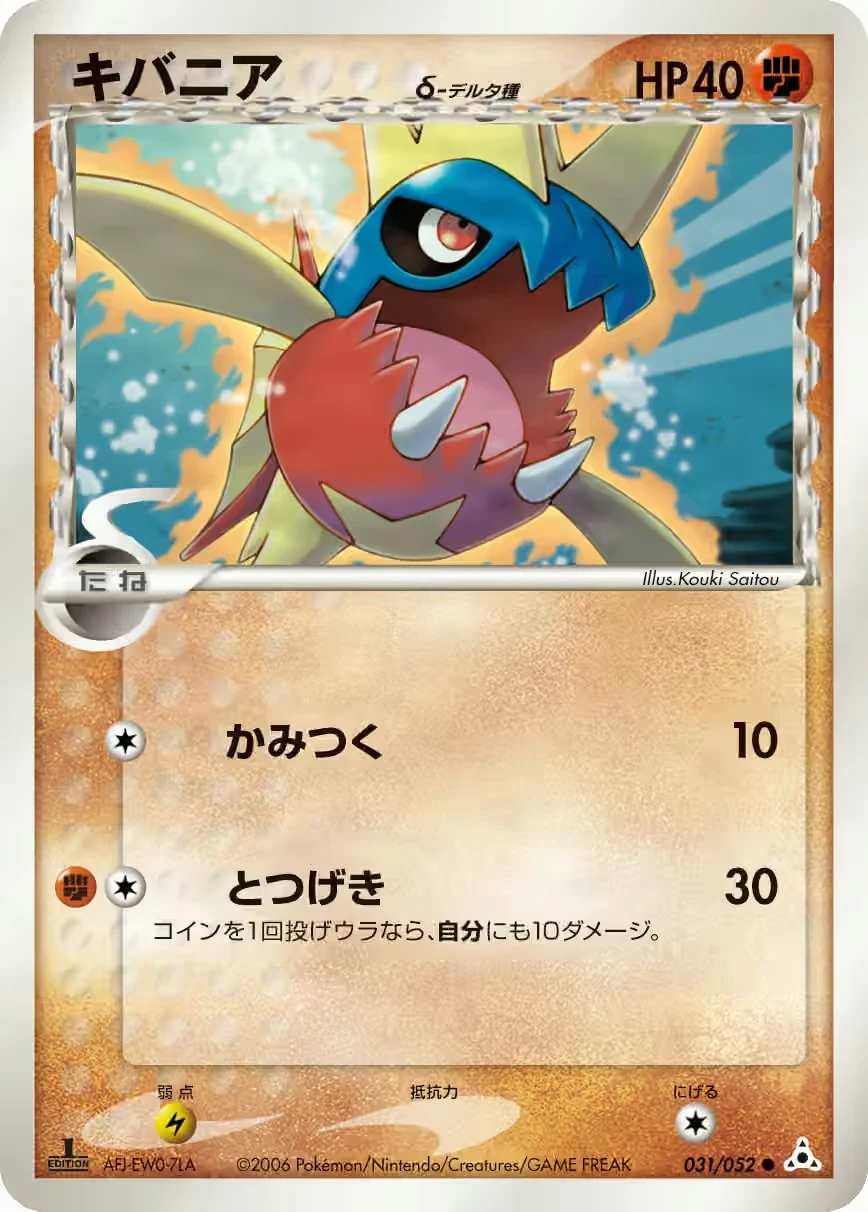 キバニア δ-デルタ種 HP40
たね
Illus.Kouki Saitou
かみつく 10
とつげき 30
コインを1回投げウラなら、自分にも10ダメージ。
弱点 抵抗力 にげる
1 EDITION AFJ-EW0-7LA ©2006 Pokémon/Nintendo/Creatures/GAME FREAK 031/052